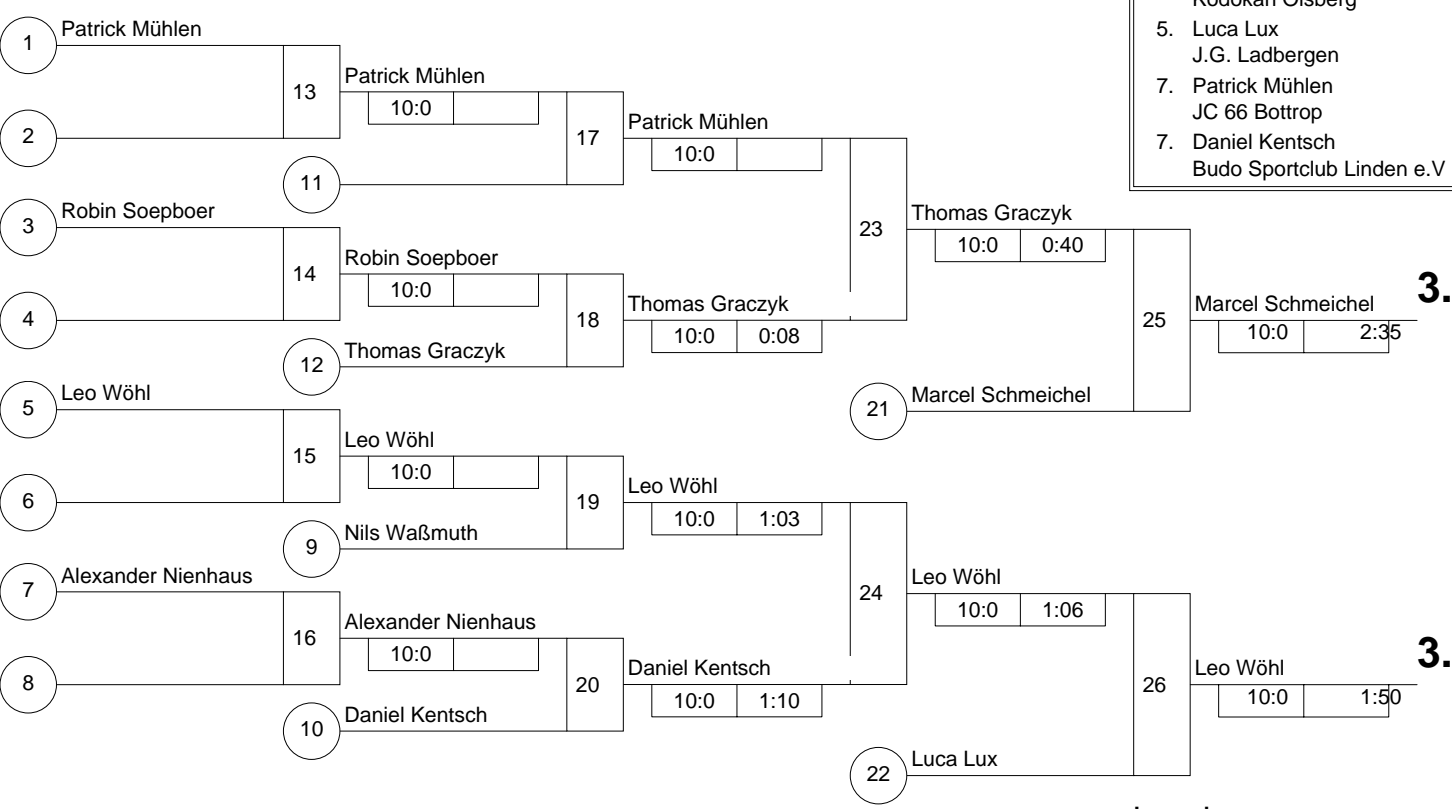 Kodokan Olsberg
5. Luca Lux
J.G. Ladbergen
7. Patrick Mühlen
JC 66 Bottrop
7. Daniel Kentsch
Budo Sportclub Linden e.V
1 Patrick Mühlen
13 Patrick Mühlen
10:0
2
17 Patrick Mühlen
10:0
11
3 Robin Soepboer
23 Thomas Graczyk
10:0 0:40
14 Robin Soepboer
10:0
4
18 Thomas Graczyk
10:0 0:08
12 Thomas Graczyk
25 Marcel Schmeichel
10:0 2:35
3.
5 Leo Wöhl
21 Marcel Schmeichel
15 Leo Wöhl
10:0
6
19 Leo Wöhl
10:0 1:03
9 Nils Waßmuth
7 Alexander Nienhaus
24 Leo Wöhl
10:0 1:06
16 Alexander Nienhaus
10:0
8
20 Daniel Kentsch
10:0 1:10
10 Daniel Kentsch
26 Leo Wöhl
10:0 1:50
3.
22 Luca Lux